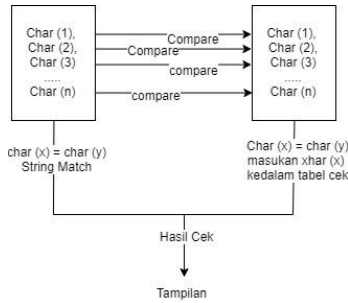 Char (1),
Char (2),
Char (3)
.....
Char (n)
Compare
Compare
compare
compare
Char (1),
Char (2),
Char (3)
.....
Char (n)
char (x) = char (y)
String Match
Char (x) = char (y)
masukan xhar (x)
kedalam tabel cek
Hasil Cek
Tampilan